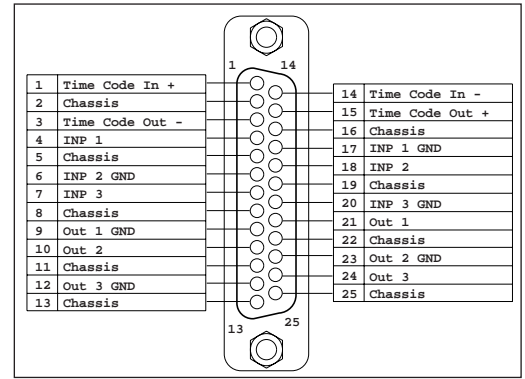 1 14
1 Time Code In +
2 Chassis
3 Time Code Out -
4 INP 1
5 Chassis
6 INP 2 GND
7 INP 3
8 Chassis
9 Out 1 GND
10 Out 2
11 Chassis
12 Out 3 GND
13 Chassis
14 Time Code In -
15 Time Code Out +
16 Chassis
17 INP 1 GND
18 INP 2
19 Chassis
20 INP 3 GND
21 Out 1
22 Chassis
23 Out 2 GND
24 Out 3
25 Chassis
13 25